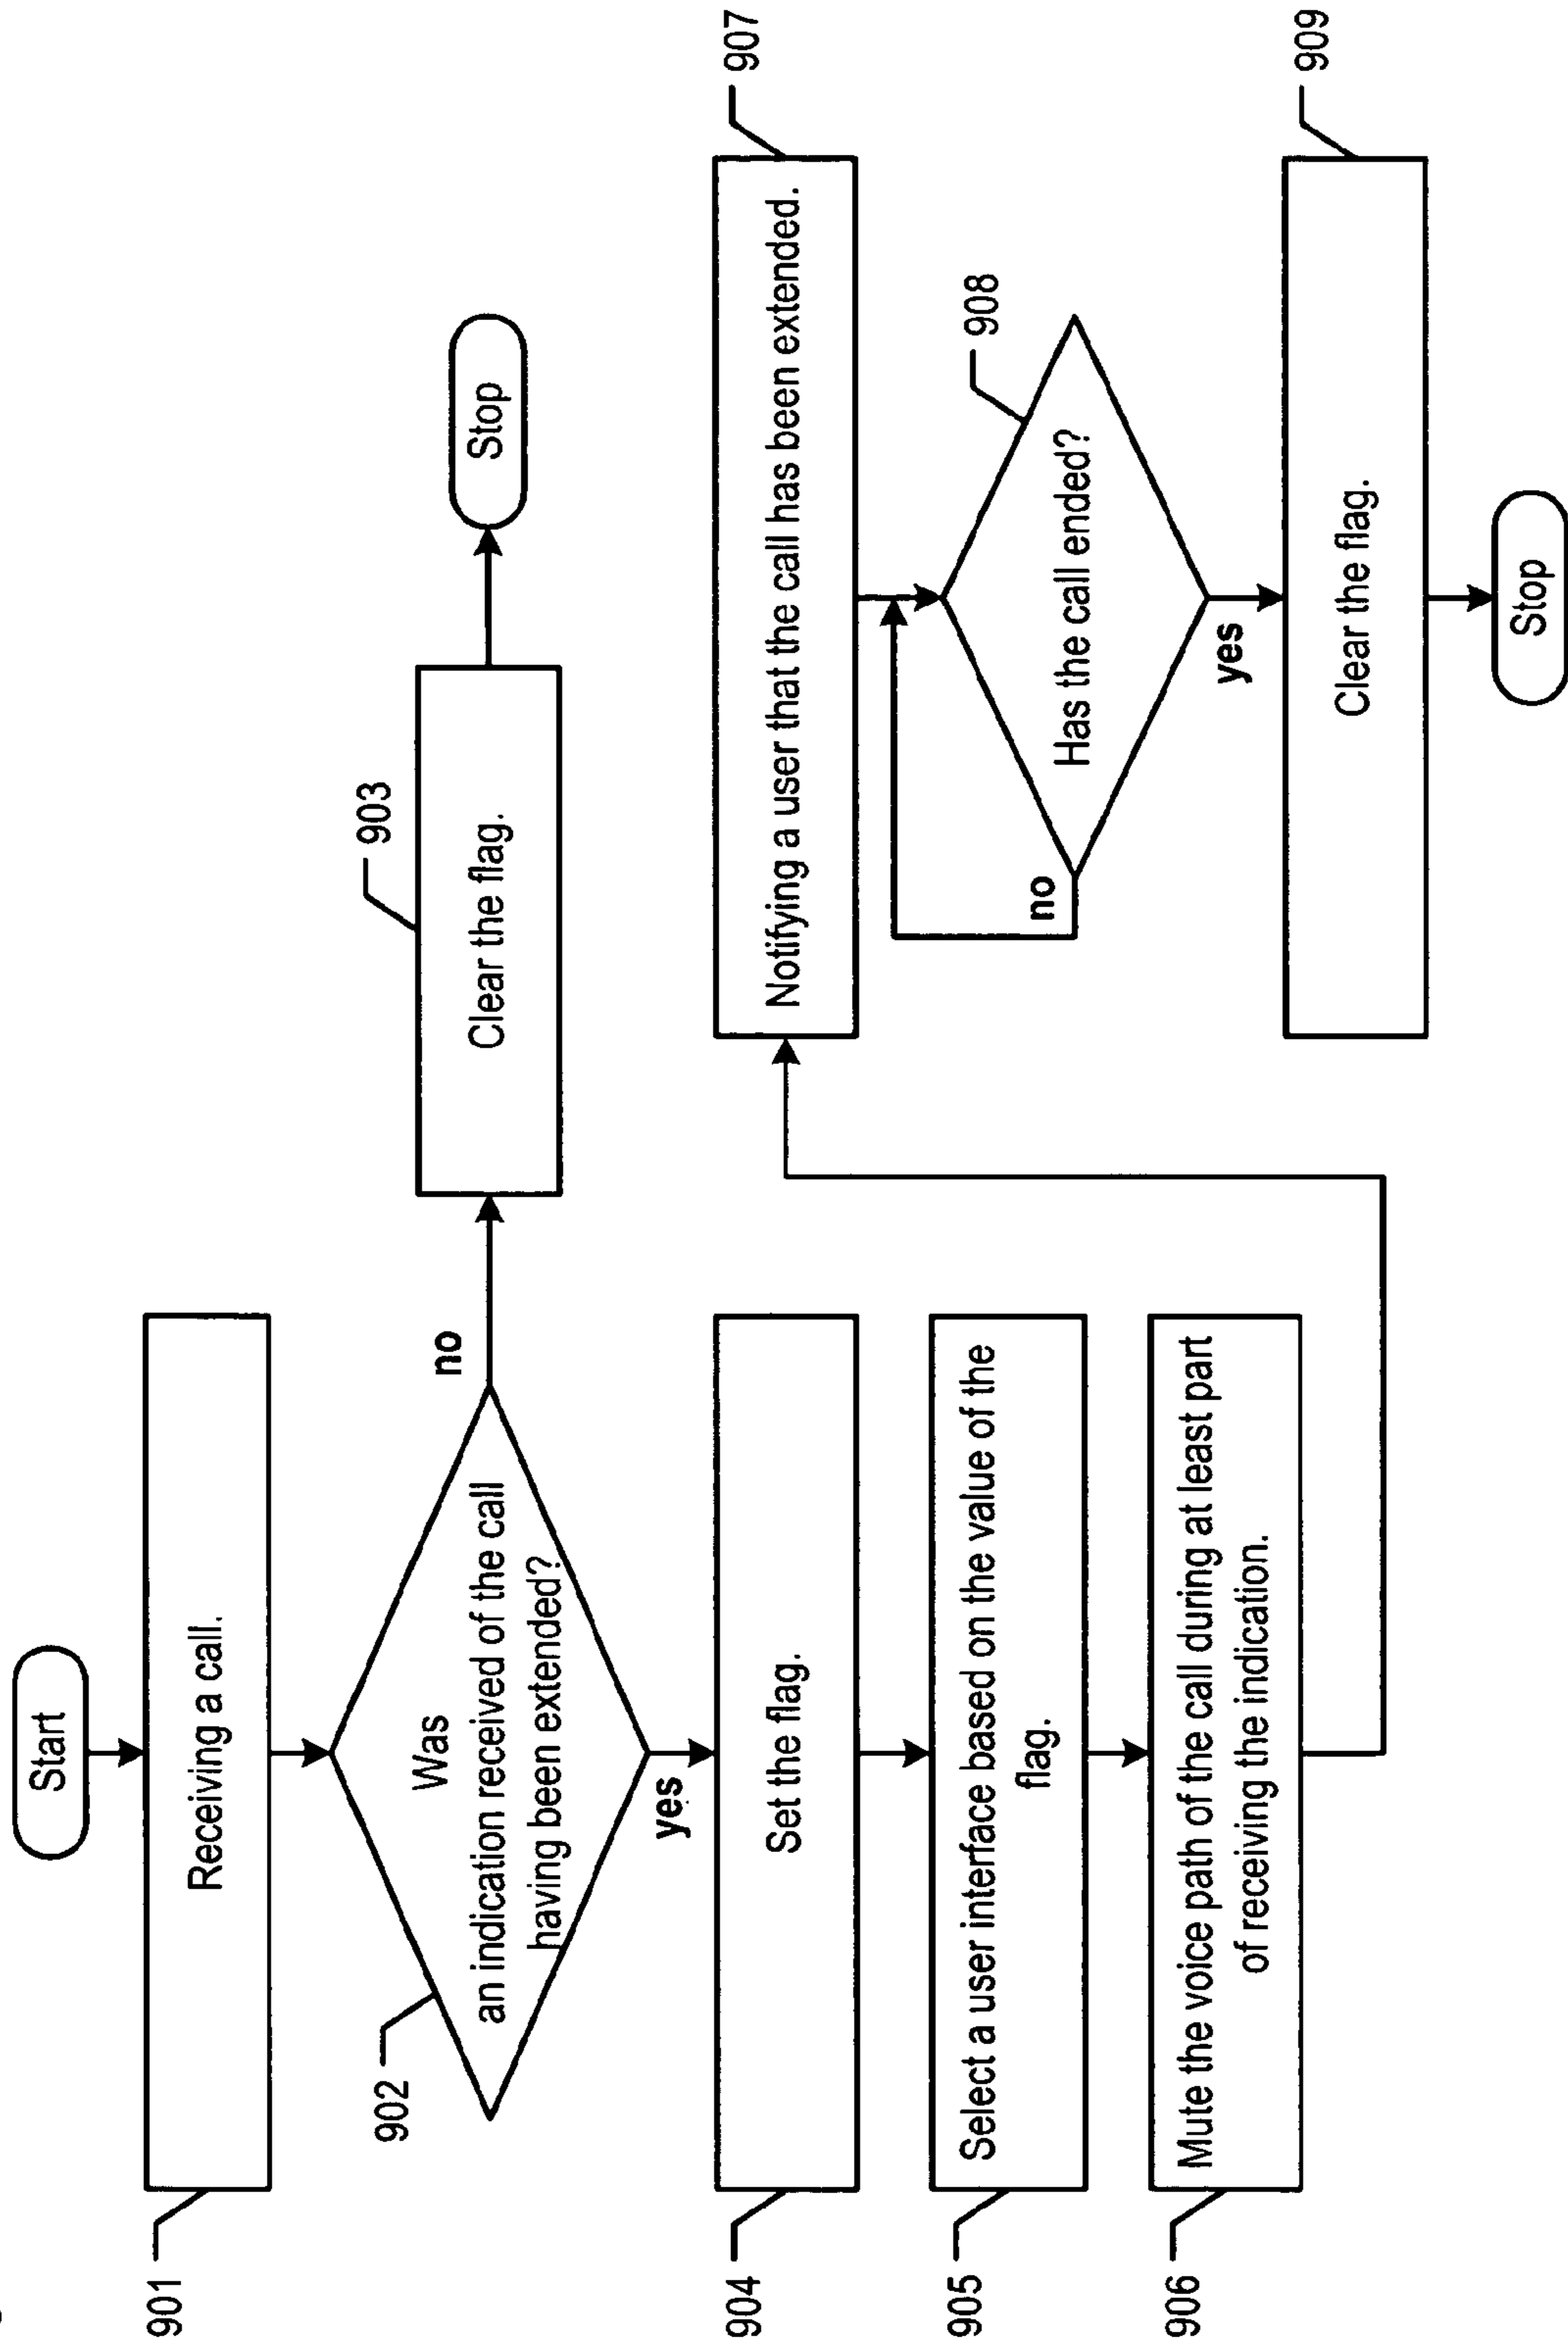 Start
901
Receiving a call.
902
Was
an indication received of the call
having been extended?
no
903
Clear the flag.
Stop
yes
904
Set the flag.
905
Select a user interface based on the value of the
flag.
906
Mute the voice path of the call during at least part
of receiving the indication.
907
Notifying a user that the call has been extended.
908
Has the call ended?
no
yes
909
Clear the flag.
Stop